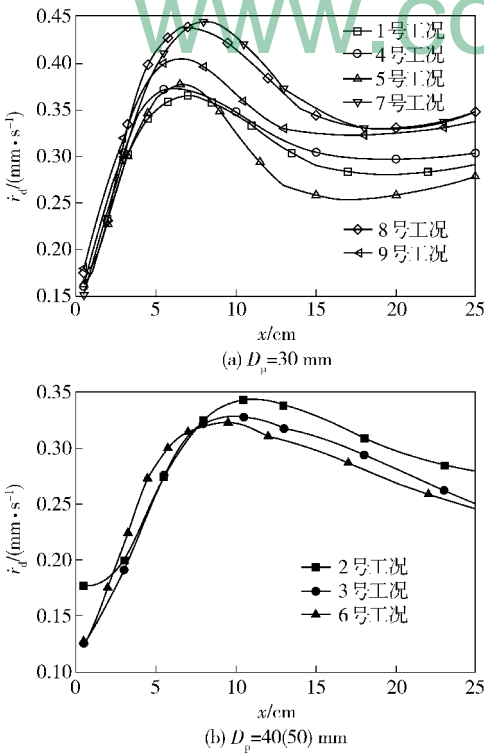 www.co
0.45
0.40
0.35
0.30
0.25
0.20
0.15
ṙd/(mm·s⁻¹)
1号工况
4号工况
5号工况
7号工况
8号工况
9号工况
0 5 10 15 20 25
x/cm
(a) Dp=30 mm
0.35
0.30
0.25
0.20
0.15
0.10
ṙd/(mm·s⁻¹)
2号工况
3号工况
6号工况
0 5 10 15 20 25
x/cm
(b) Dp=40(50) mm